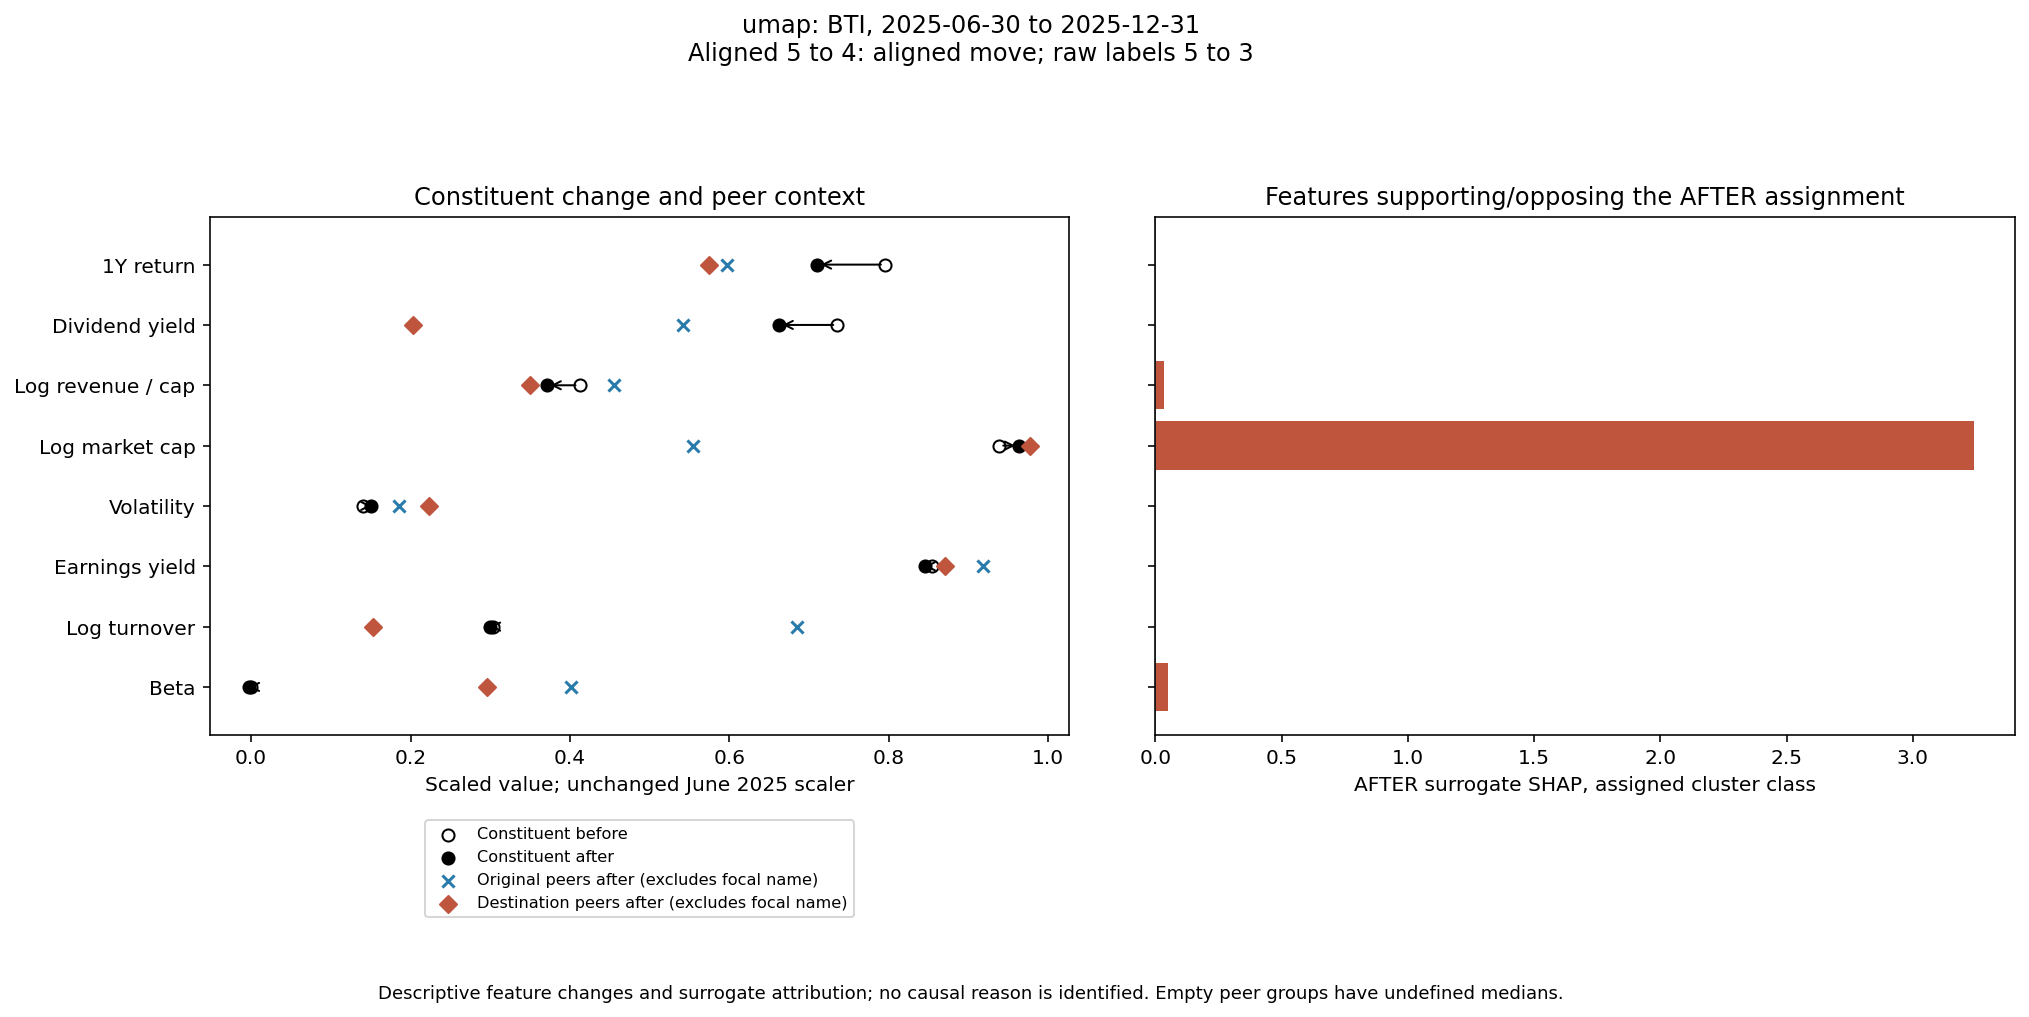 umap: BTI, 2025-06-30 to 2025-12-31
Aligned 5 to 4: aligned move; raw labels 5 to 3
Constituent change and peer context
1Y return
Dividend yield
Log revenue / cap
Log market cap
Volatility
Earnings yield
Log turnover
Beta
0.0 0.2 0.4 0.6 0.8 1.0
Scaled value; unchanged June 2025 scaler
Constituent before
Constituent after
Original peers after (excludes focal name)
Destination peers after (excludes focal name)
Features supporting/opposing the AFTER assignment
0.0 0.5 1.0 1.5 2.0 2.5 3.0
AFTER surrogate SHAP, assigned cluster class
Descriptive feature changes and surrogate attribution; no causal reason is identified. Empty peer groups have undefined medians.